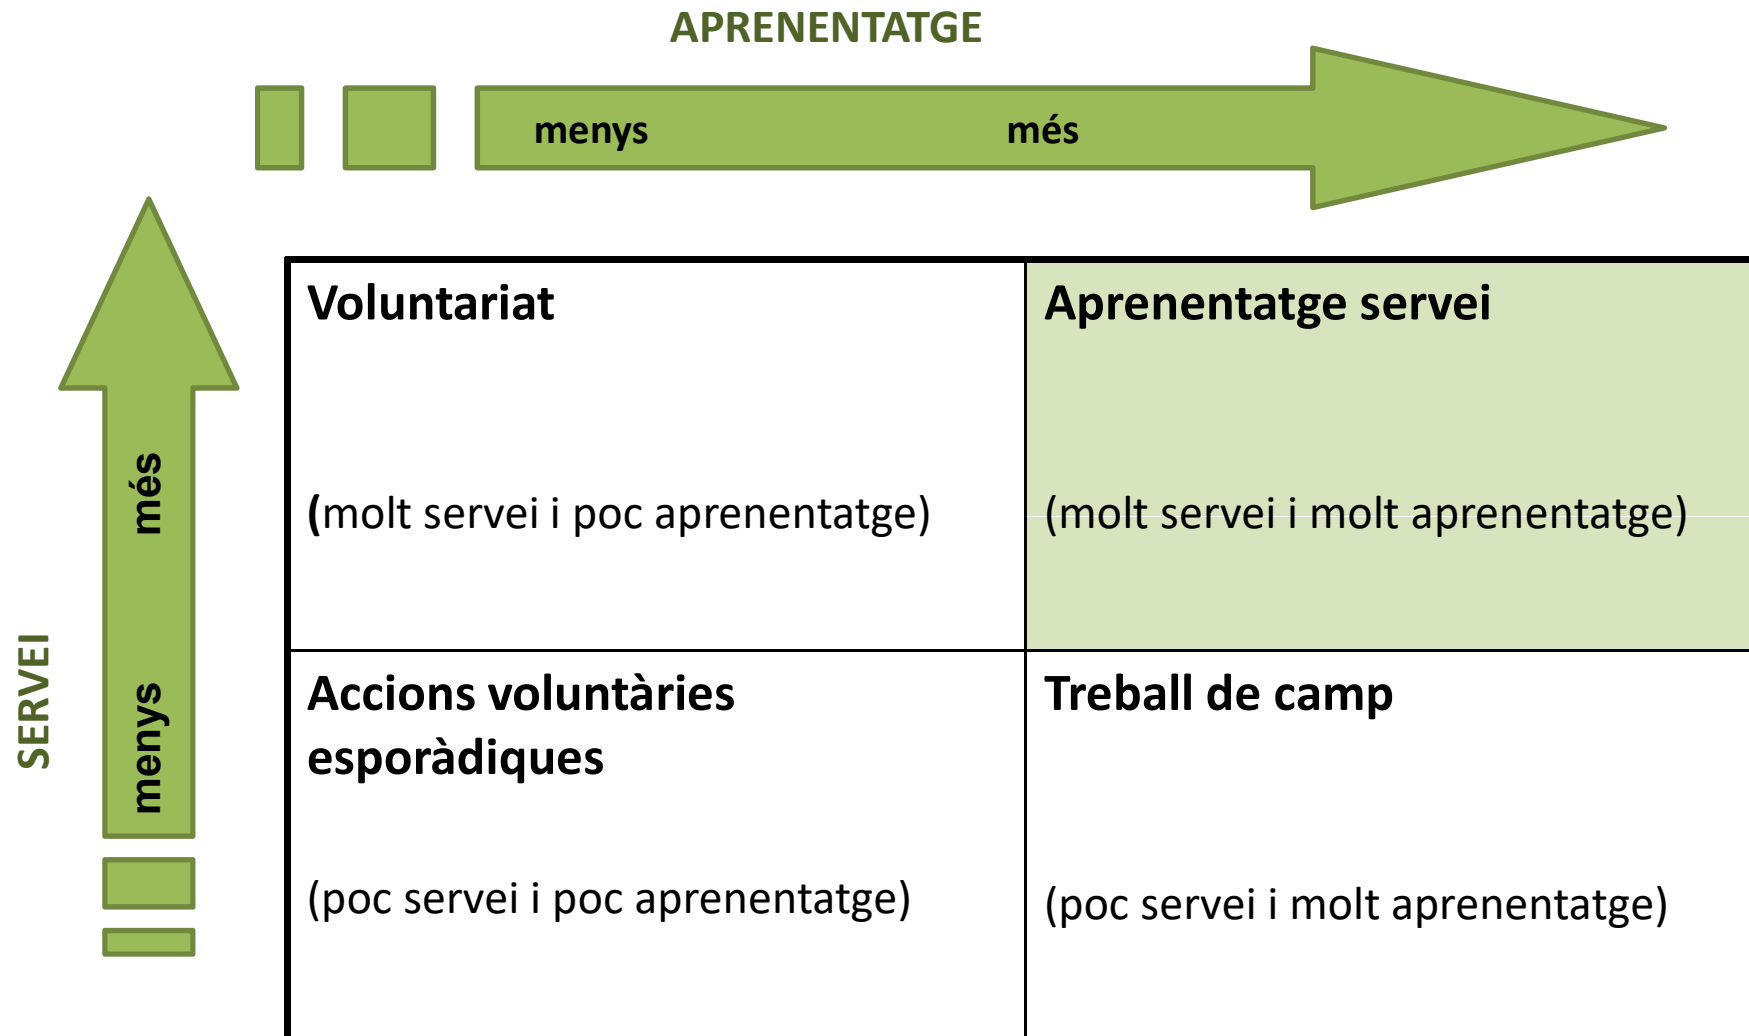 APRENENTATGE
menys més
SERVEI
més
menys
Voluntariat
(molt servei i poc aprenentatge)
Aprenentatge servei
(molt servei i molt aprenentatge)
Accions voluntàries
esporàdiques
(poc servei i poc aprenentatge)
Treball de camp
(poc servei i molt aprenentatge)